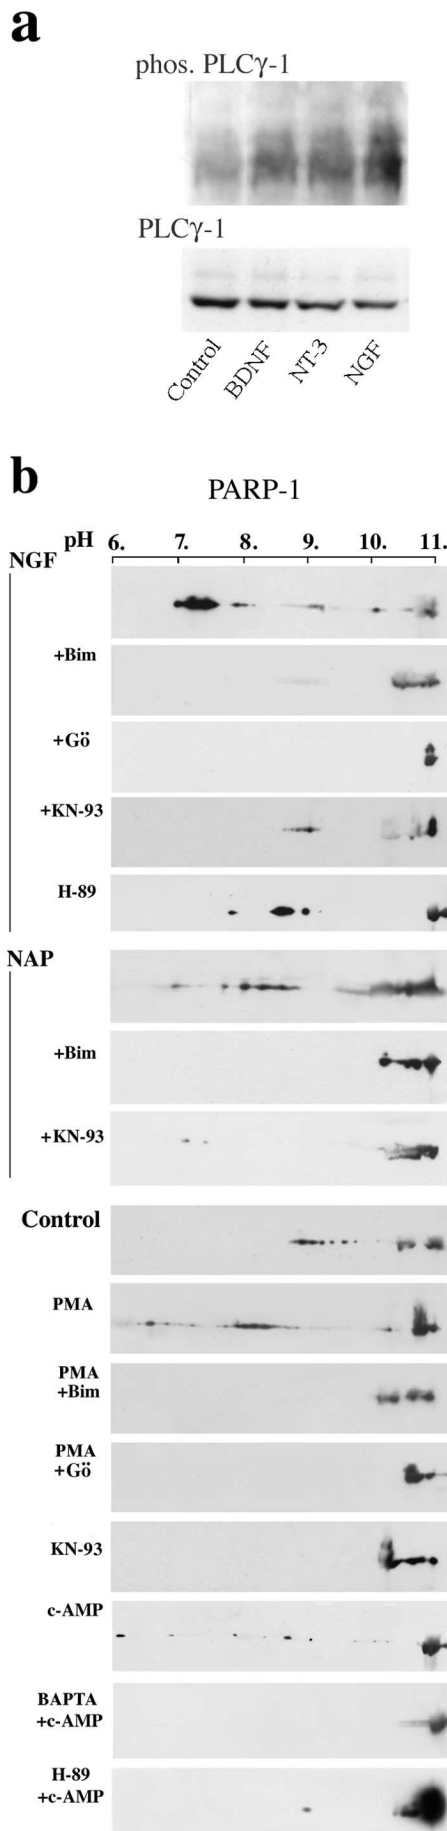 a
phos. PLCγ-1
PLCγ-1
Control BDNF NT-3 NGF
b
PARP-1
pH 6. 7. 8. 9. 10. 11.
NGF
+Bim
+Gö
+KN-93
H-89
NAP
+Bim
+KN-93
Control
PMA
PMA
+Bim
PMA
+Gö
KN-93
c-AMP
BAPTA
+c-AMP
H-89
+c-AMP